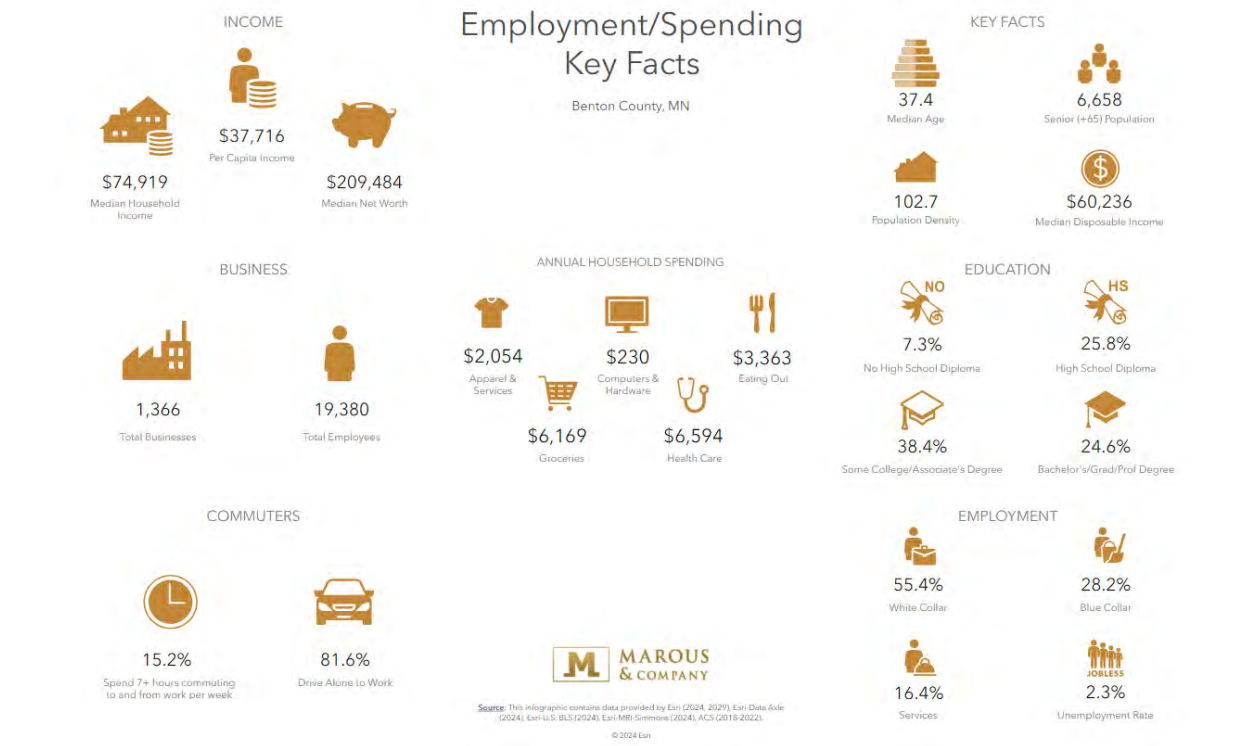 Employment/Spending
Key Facts
Benton County, MN
INCOME
$74,919
Median Household
Income
$37,716
Per Capita Income
$209,484
Median Net Worth
KEY FACTS
37.4
Median Age
6,658
Senior (+65) Population
102.7
Population Density
$60,236
Median Disposable Income
BUSINESS
1,366
Total Businesses
19,380
Total Employees
ANNUAL HOUSEHOLD SPENDING
$2,054
Apparel &
Services
$230
Computers &
Hardware
$3,363
Eating Out
$6,169
Groceries
$6,594
Health Care
EDUCATION
NO
7.3%
No High School Diploma
HS
25.8%
High School Diploma
38.4%
Some College/Associate's Degree
24.6%
Bachelor's/Grad/Prof Degree
COMMUTERS
15.2%
Spend 7+ hours commuting
to and from work per week
81.6%
Drive Alone to Work
EMPLOYMENT
55.4%
White Collar
28.2%
Blue Collar
16.4%
Services
JOBLESS
2.3%
Unemployment Rate
M
MAROUS
& COMPANY
Source: This infographic contains data provided by Esri (2024, 2029), Esri-Data Axle
(2024), Esri-U.S. BLS (2024), Esri-MRI-Simmons (2024), ACS (2018-2022).
© 2024 Esri